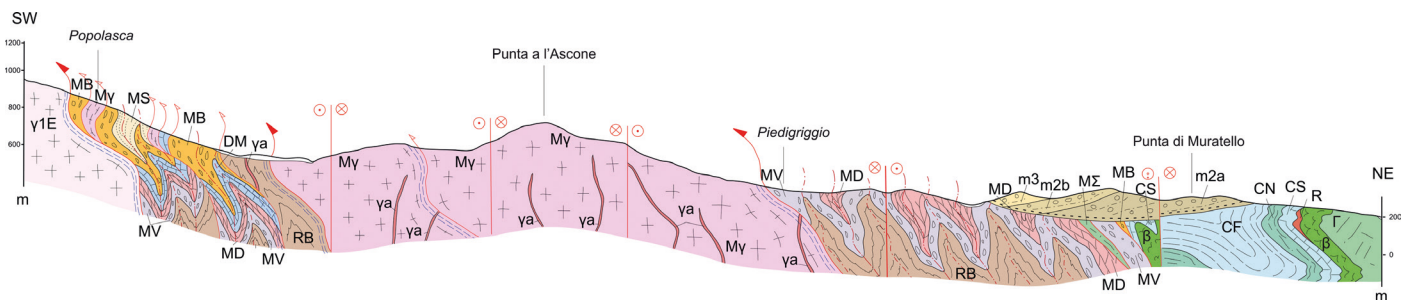 SW
Popolasca
Punta a l'Ascone
Piedigriggio
Punta di Muratello
NE
1200
1000
800
600
m
γ1E
MB
Mγ
MS
MB
DM
γa
MV
MD
MV
RB
Mγ
Mγ
Mγ
γa
γa
γa
γa
γa
Mγ
γa
MV
MD
RB
MD
m3
m2b
MΣ
MB
CS
m2a
β
MD
MV
CF
CN
CS
R
Γ
β
200
0
m